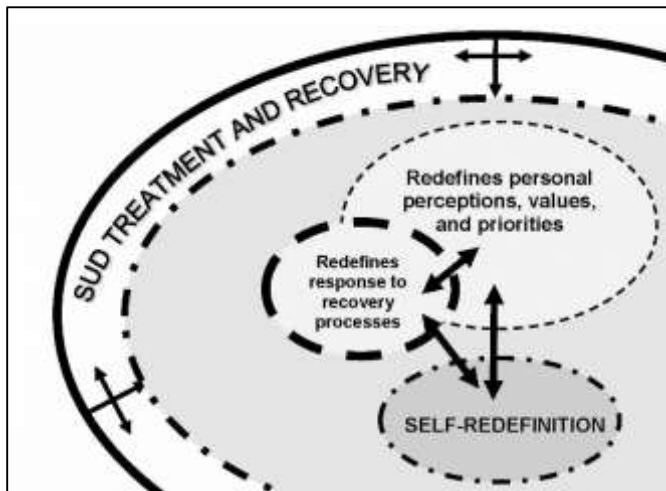 SUD TREATMENT AND RECOVERY
Redefines personal
perceptions, values,
and priorities
Redefines
response to
recovery
processes
SELF-REDEFINITION